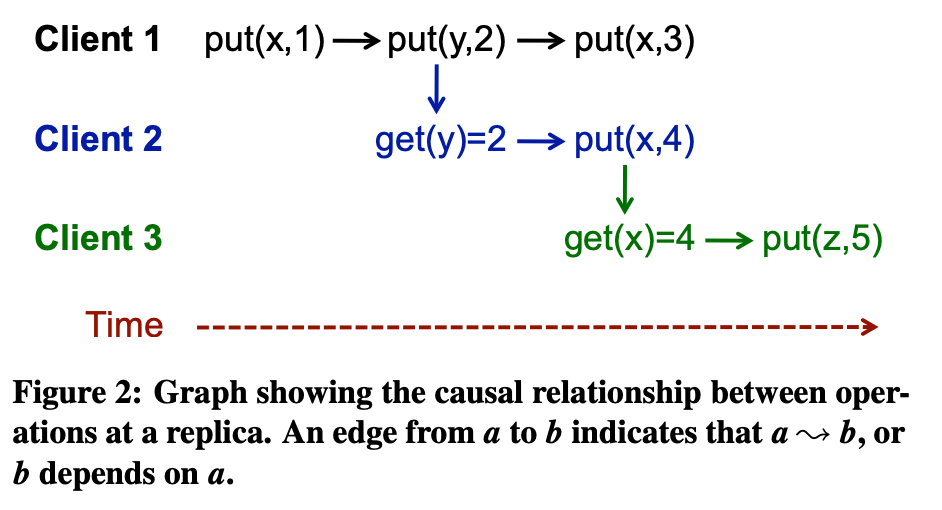 Client 1 put(x,1) → put(y,2) → put(x,3)
Client 2 get(y)=2 → put(x,4)
Client 3 get(x)=4 → put(z,5)
Time
Figure 2: Graph showing the causal relationship between oper-
ations at a replica. An edge from a to b indicates that a ⇝ b, or
b depends on a.